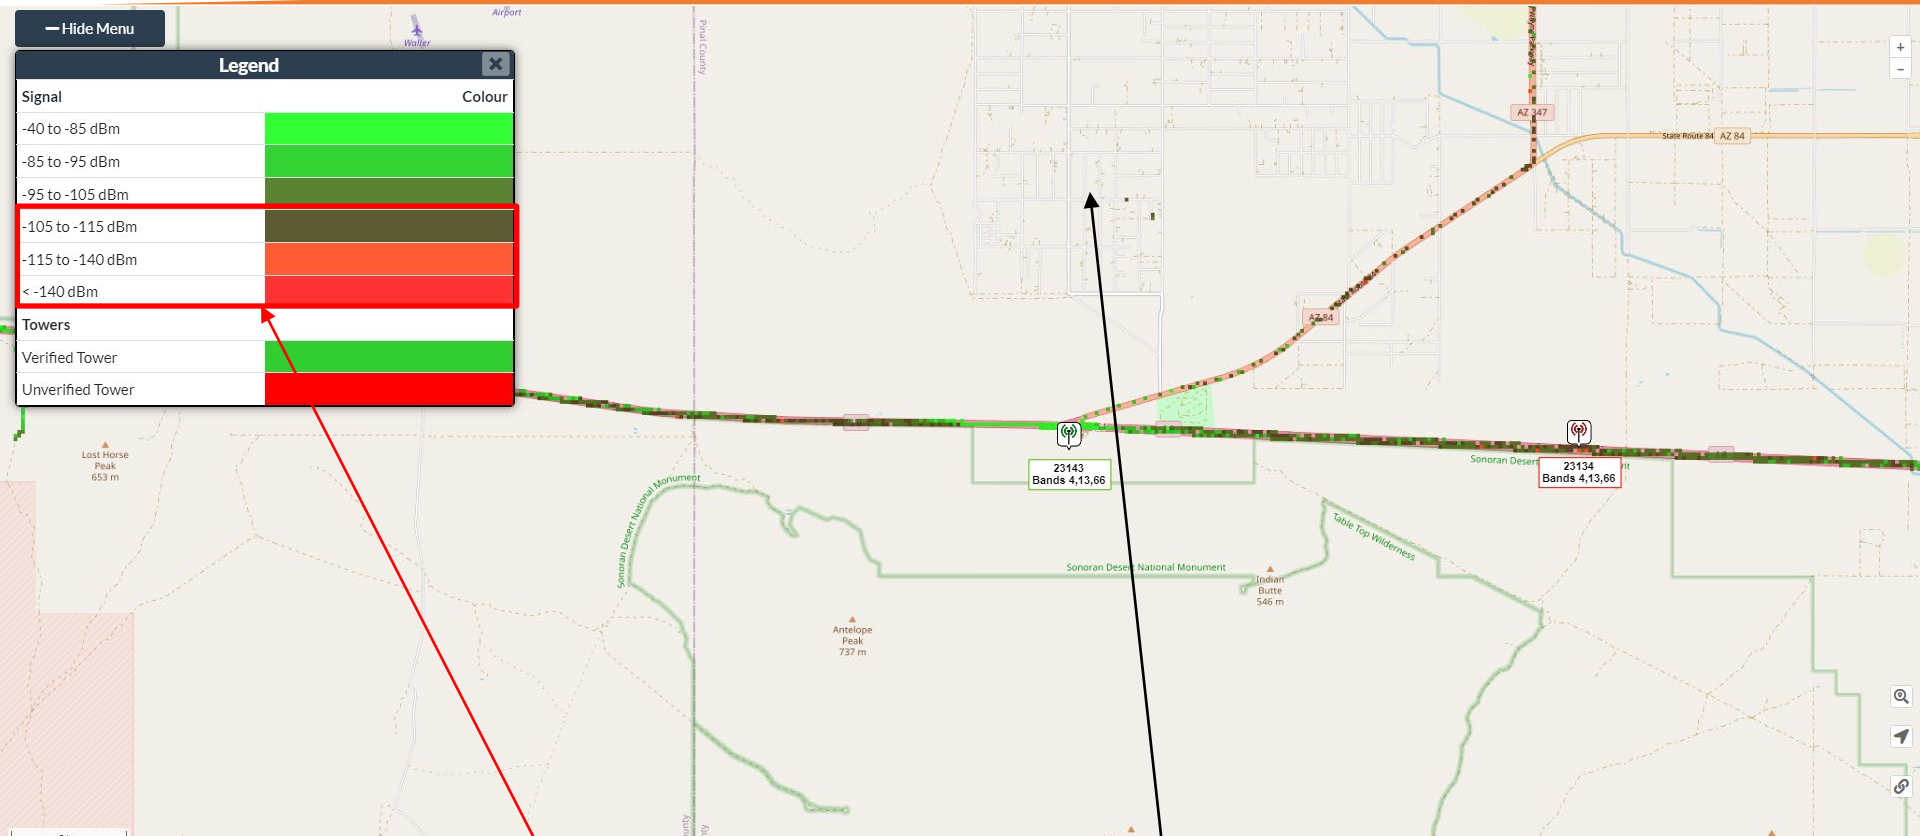 Hide Menu
Legend
Signal Colour
-40 to -85 dBm
-85 to -95 dBm
-95 to -105 dBm
-105 to -115 dBm
-115 to -140 dBm
< -140 dBm
Towers
Verified Tower
Unverified Tower
Airport
Walter
Pinal County
AZ 347
State Route 84 AZ 84
AZ 84
+
−
Lost Horse
Peak
653 m
23143
Bands 4,13,66
23134
Bands 4,13,66
Sonoran Desert
Sonoran Desert National Monument
Table Top Wilderness
Sonoran Desert National Monument
Indian
Butte
546 m
Antelope
Peak
737 m